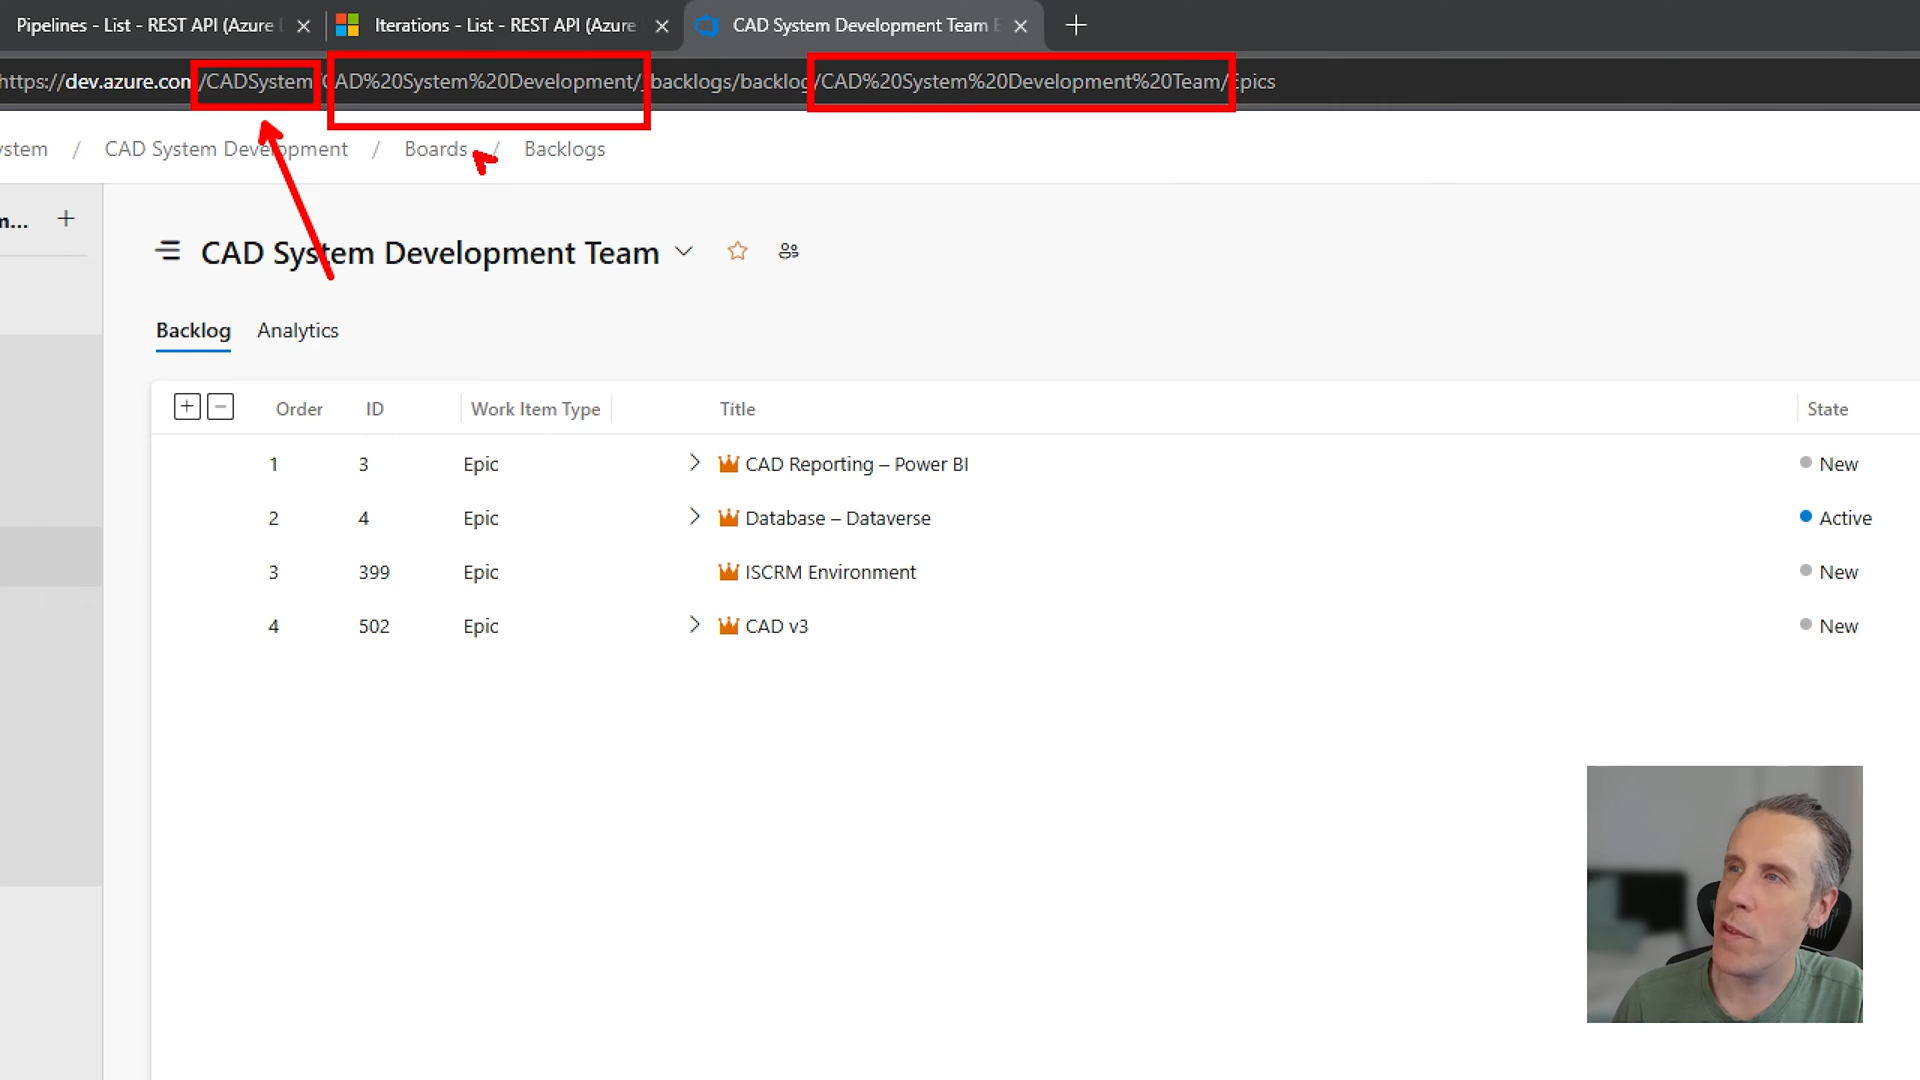 Pipelines - List - REST API (Azure
Iterations - List - REST API (Azure
CAD System Development Team
https://dev.azure.com/CADSystem/CAD%20System%20Development/_backlogs/backlog/CAD%20System%20Development%20Team/Epics
ystem / CAD System Development / Boards / Backlogs
m... +
CAD System Development Team
Backlog Analytics
Order ID Work Item Type Title State
1 3 Epic CAD Reporting – Power BI New
2 4 Epic Database – Dataverse Active
3 399 Epic ISCRM Environment New
4 502 Epic CAD v3 New